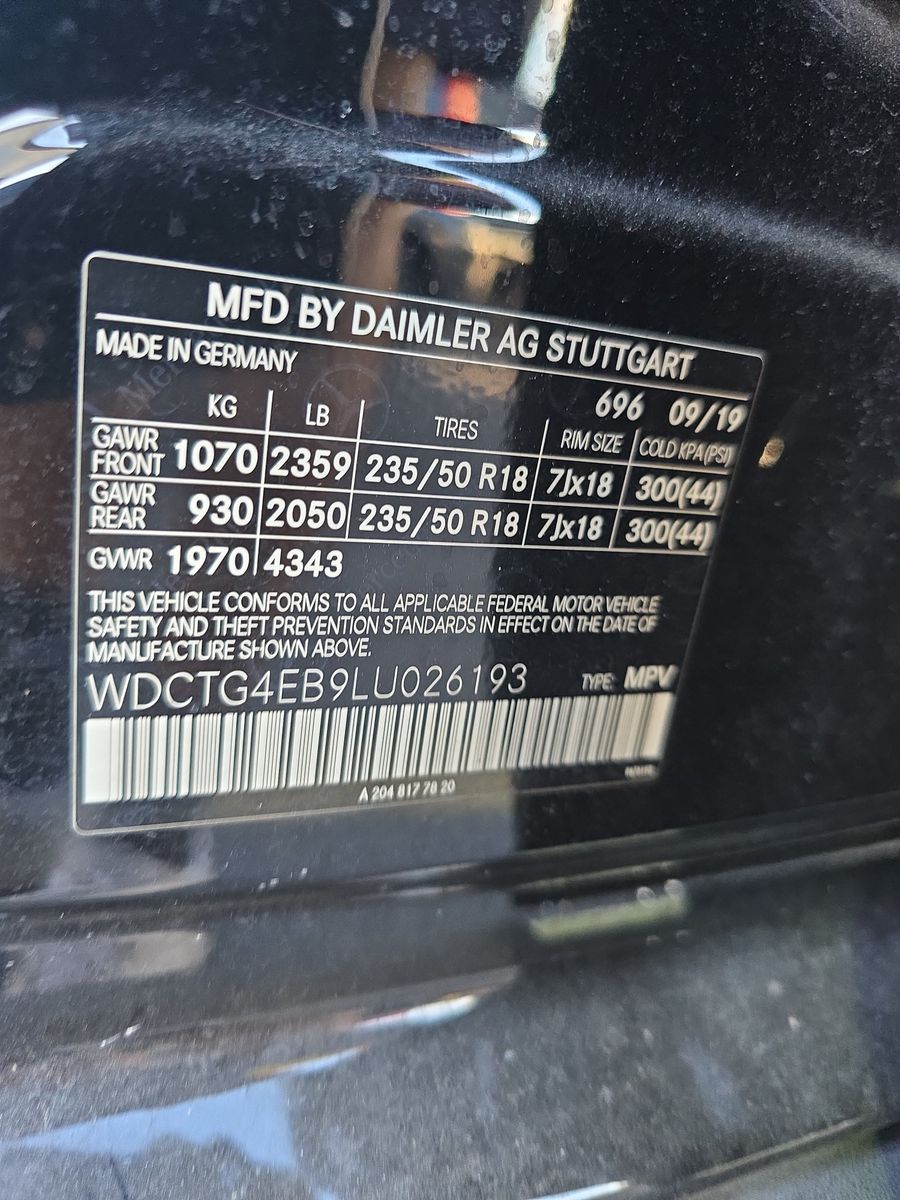 MFD BY DAIMLER AG STUTTGART
MADE IN GERMANY
696 09/19
KG LB TIRES RIM SIZE COLD KPA(PSI)
GAWR FRONT 1070 2359 235/50 R18 7Jx18 300(44)
GAWR REAR 930 2050 235/50 R18 7Jx18 300(44)
GVWR 1970 4343
THIS VEHICLE CONFORMS TO ALL APPLICABLE FEDERAL MOTOR VEHICLE
SAFETY AND THEFT PREVENTION STANDARDS IN EFFECT ON THE DATE OF
MANUFACTURE SHOWN ABOVE.
WDCTG4EB9LU026193 TYPE: MPV
A 204 817 78 20